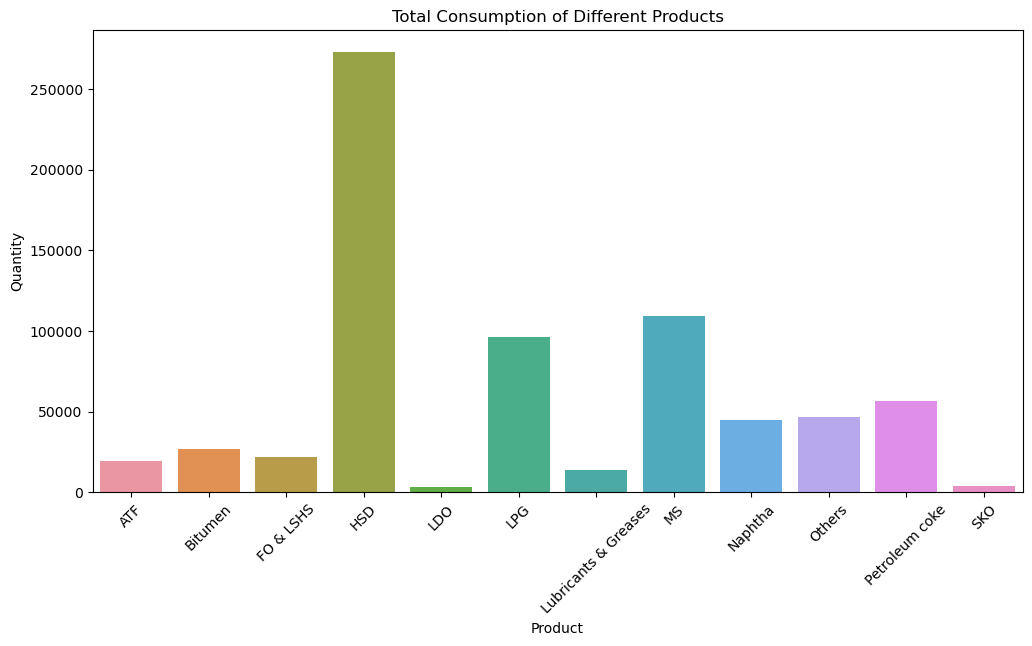 Total Consumption of Different Products
Quantity
250000
200000
150000
100000
50000
0
ATF
Bitumen
FO & LSHS
HSD
LDO
LPG
Lubricants & Greases
MS
Naphtha
Others
Petroleum coke
SKO
Product